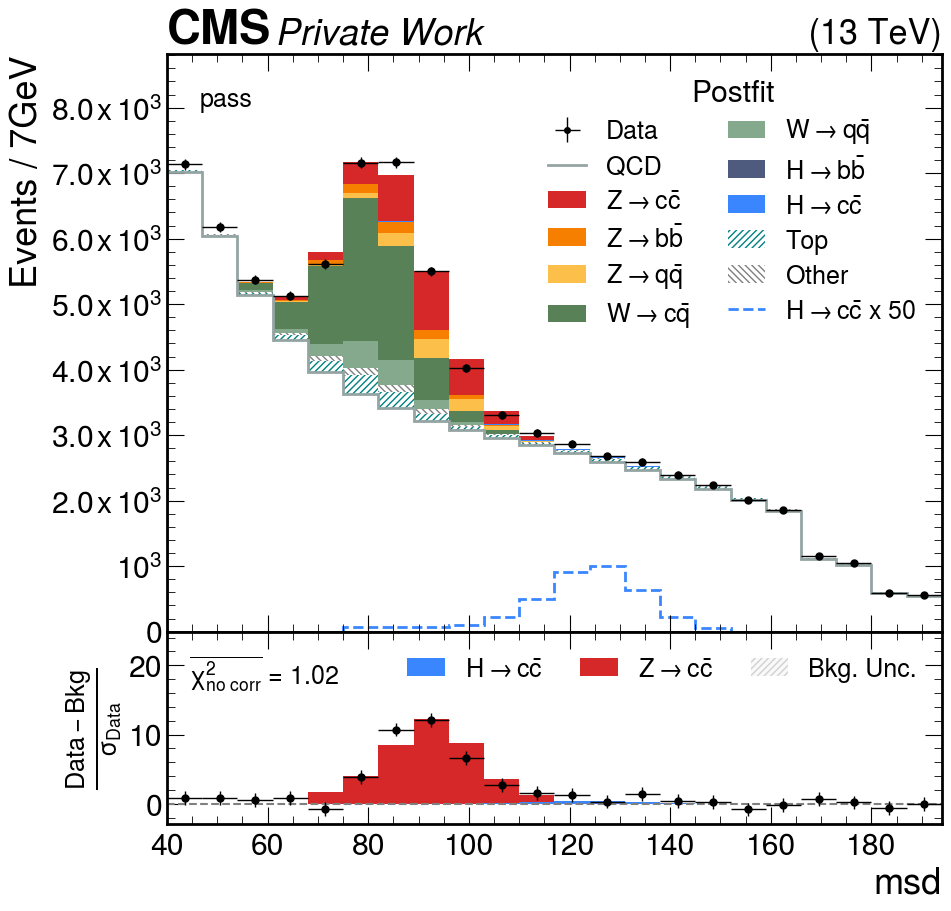 CMS Private Work (13 TeV)
Events / 7GeV
8.0 x 10³
7.0 x 10³
6.0 x 10³
5.0 x 10³
4.0 x 10³
3.0 x 10³
2.0 x 10³
10³
0
pass
Postfit
Data
QCD
Z → cc̄
Z → bb̄
Z → qq̄
W → cq̄
W → qq̄
H → bb̄
H → cc̄
Top
Other
H → cc̄ x 50
Data – Bkg
σ_Data
20
10
0
χ²_no corr = 1.02
H → cc̄ Z → cc̄ Bkg. Unc.
40 60 80 100 120 140 160 180
msd